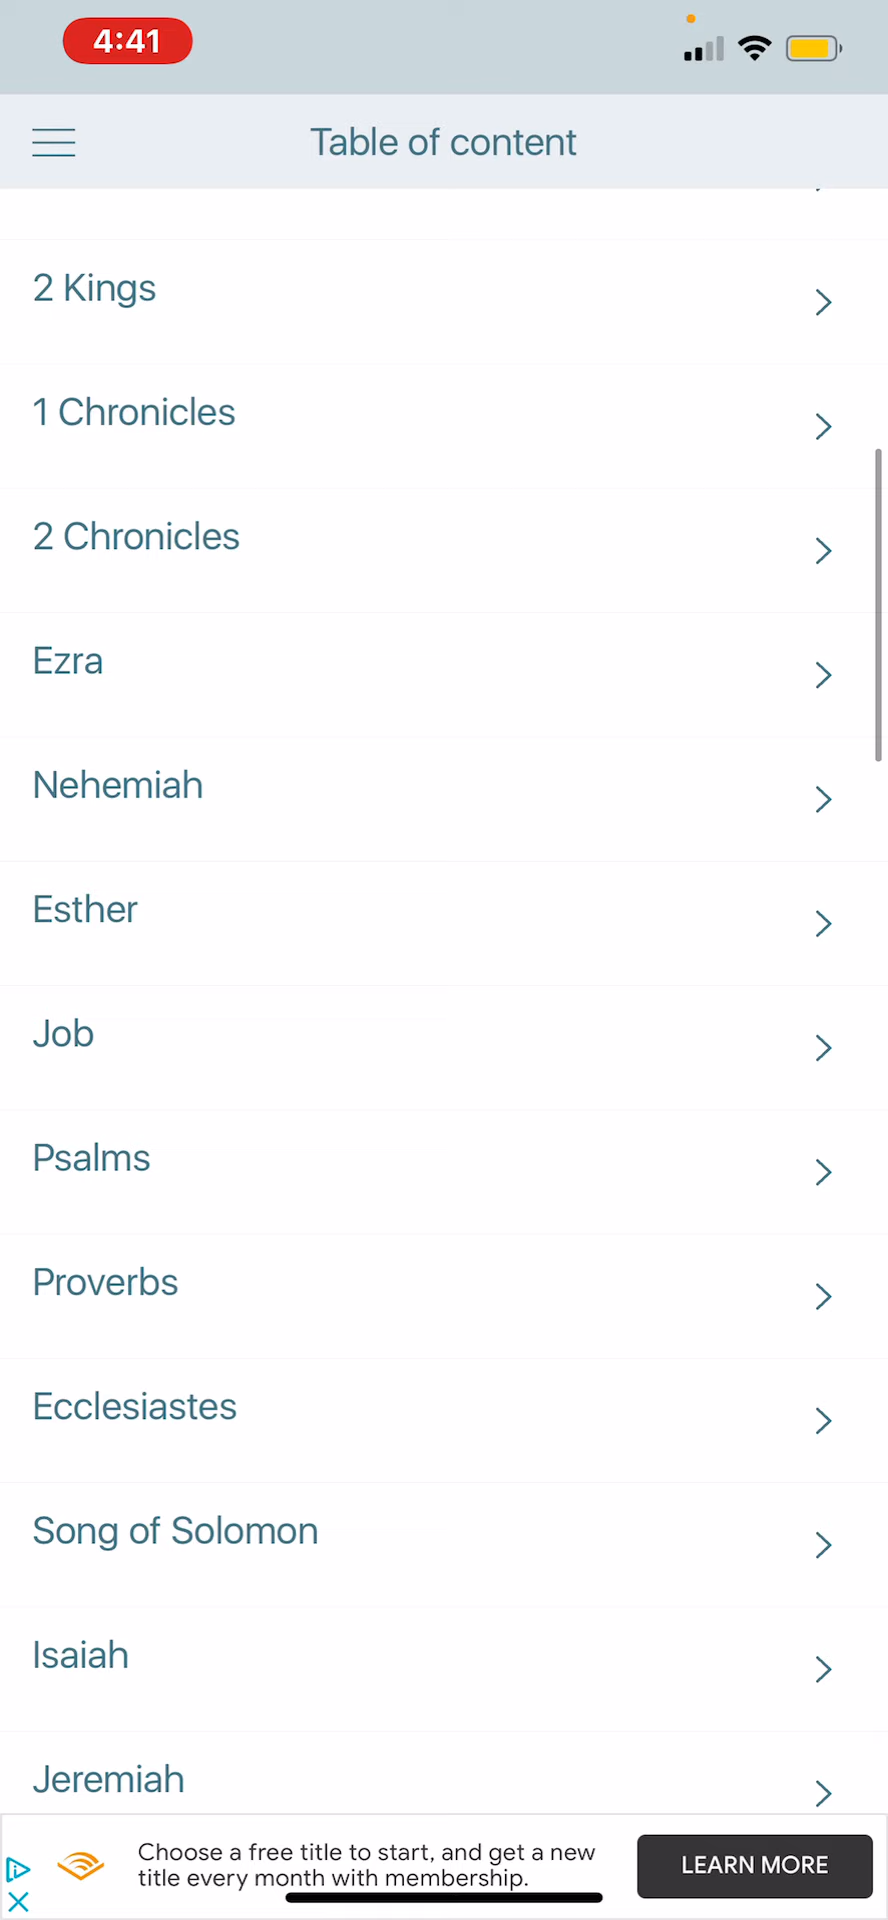 4:41
Table of content
2 Kings
1 Chronicles
2 Chronicles
Ezra
Nehemiah
Esther
Job
Psalms
Proverbs
Ecclesiastes
Song of Solomon
Isaiah
Jeremiah
Choose a free title to start, and get a new
title every month with membership.
LEARN MORE